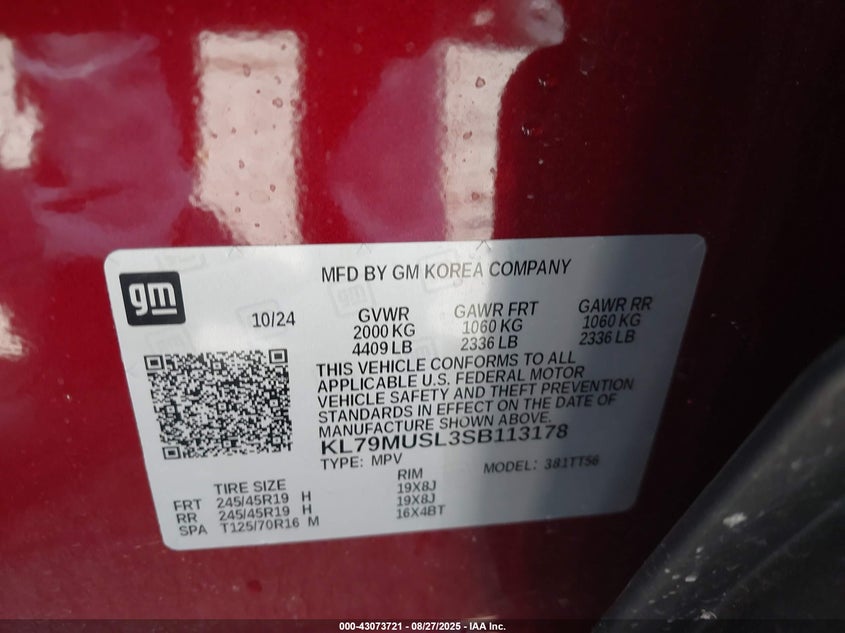 gm
MFD BY GM KOREA COMPANY
10/24
GVWR
2000 KG
4409 LB
GAWR FRT
1060 KG
2336 LB
GAWR RR
1060 KG
2336 LB
THIS VEHICLE CONFORMS TO ALL
APPLICABLE U.S. FEDERAL MOTOR
VEHICLE SAFETY AND THEFT PREVENTION
STANDARDS IN EFFECT ON THE DATE OF
MANUFACTURE SHOWN ABOVE.
KL79MUSL3SB113178
TYPE: MPV
MODEL: 381TT56
TIRE SIZE RIM
FRT 245/45R19 H 19X8J
RR 245/45R19 H 19X8J
SPA T125/70R16 M 16X4BT
000-43073721 - 08/27/2025 - IAA Inc.